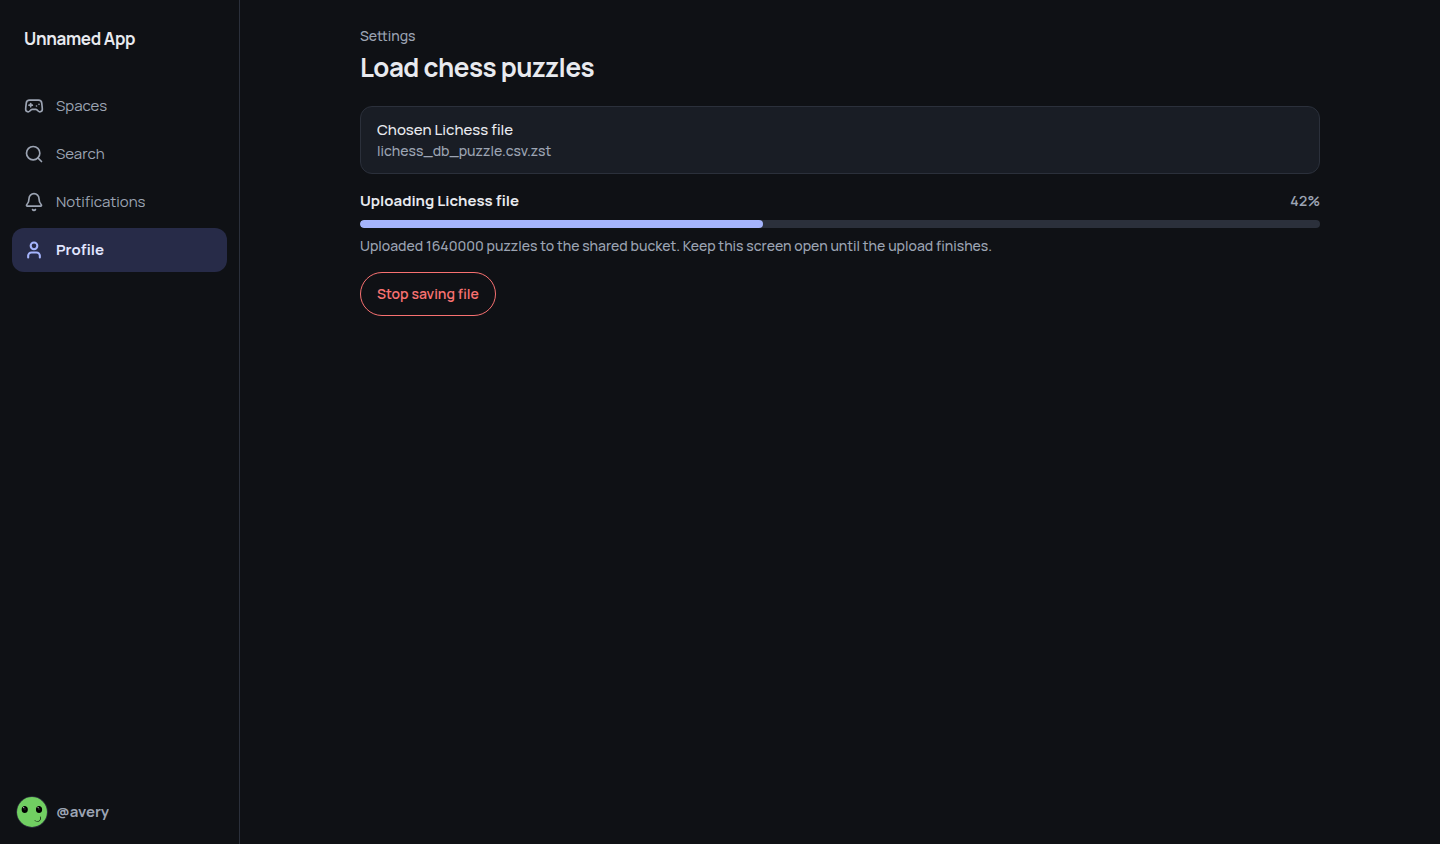 Unnamed App
Spaces
Search
Notifications
Profile
@avery
Settings
Load chess puzzles
Chosen Lichess file
lichess_db_puzzle.csv.zst
Uploading Lichess file
42%
Uploaded 1640000 puzzles to the shared bucket. Keep this screen open until the upload finishes.
Stop saving file